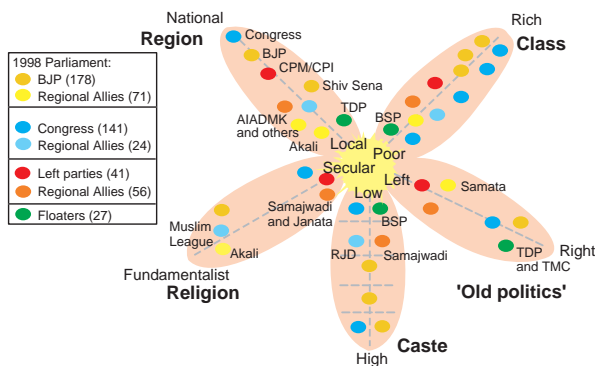 National
Region
Congress
BJP
CPM/CPI
Shiv Sena
TDP
AIADMK
and others
Akali
Local
Rich
Class
BSP
Poor
1998 Parliament:
BJP (178)
Regional Allies (71)
Congress (141)
Regional Allies (24)
Left parties (41)
Regional Allies (56)
Floaters (27)
Secular
Samajwadi
and Janata
Muslim
League
Akali
Fundamentalist
Religion
Left
Samata
Right
TDP
and TMC
'Old politics'
Low
BSP
RJD
Samajwadi
Caste
High